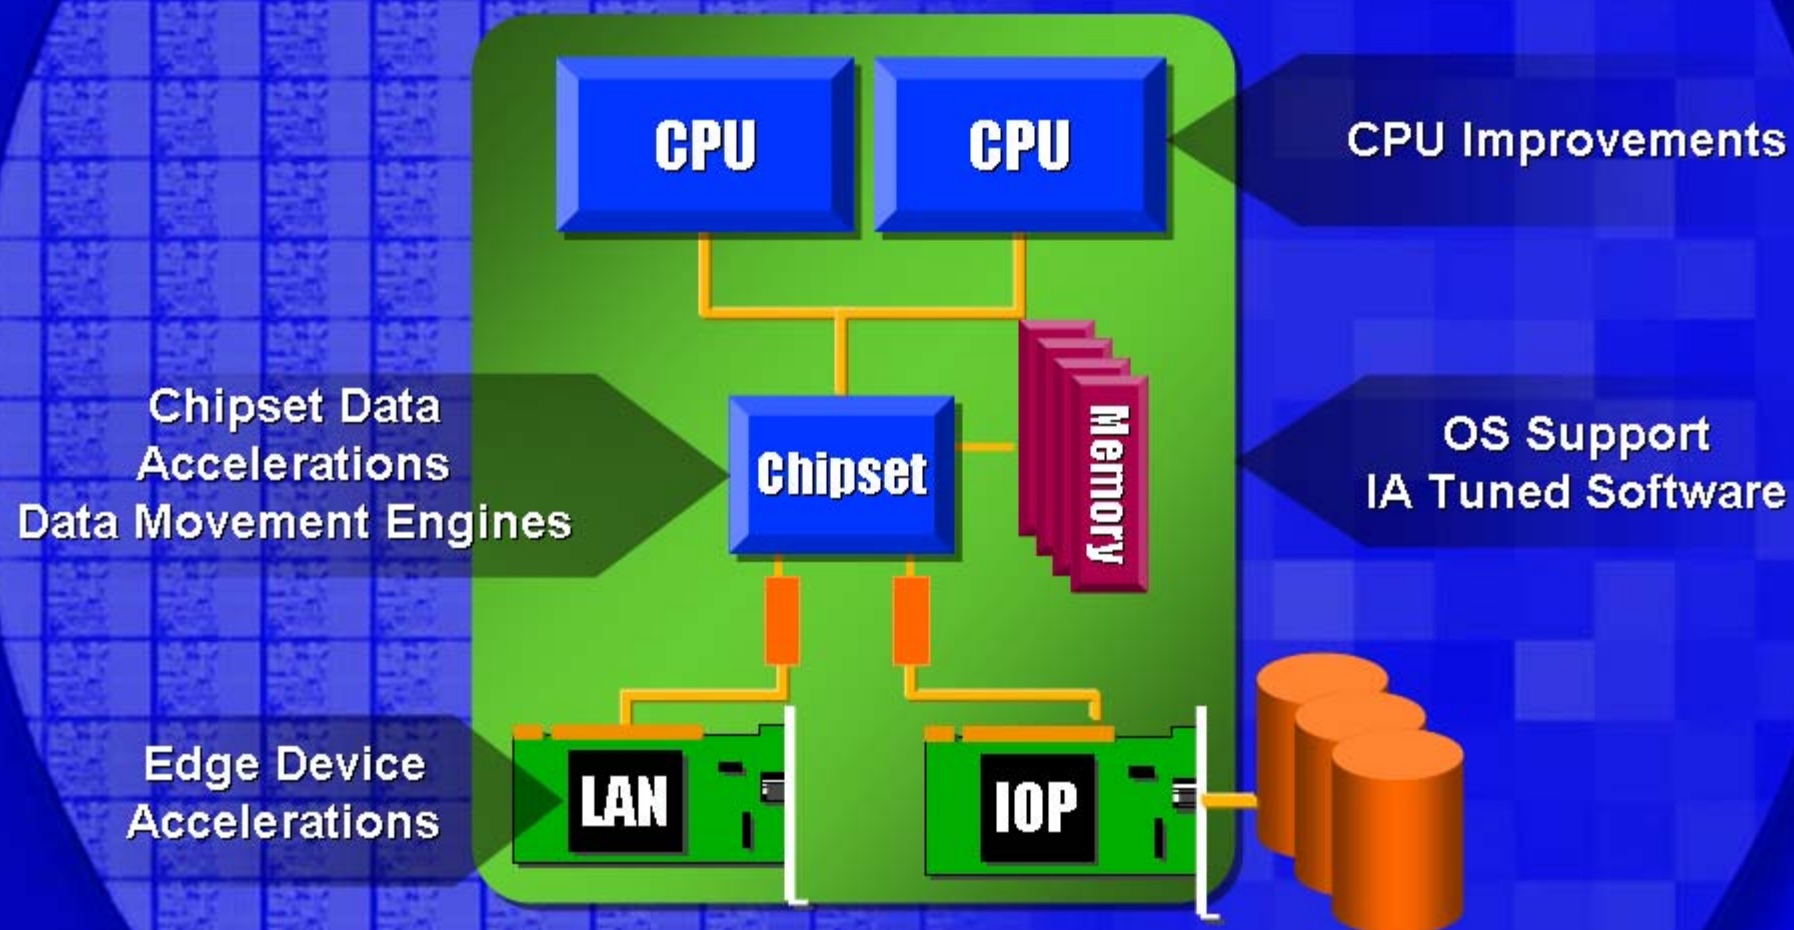 CPU
CPU
CPU Improvements
Chipset Data
Accelerations
Data Movement Engines
Chipset
Memory
OS Support
IA Tuned Software
Edge Device
Accelerations
LAN
IOP